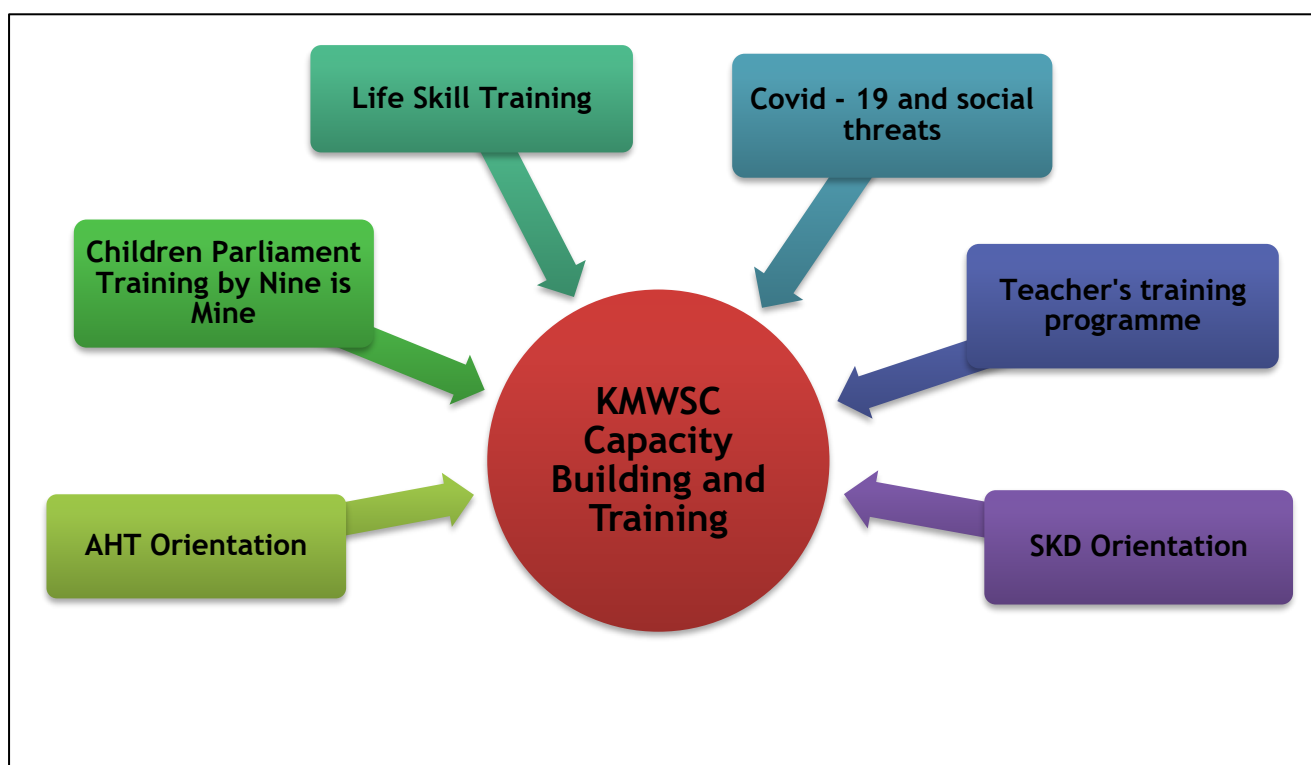 Life Skill Training
Covid - 19 and social
threats
Children Parliament
Training by Nine is
Mine
Teacher's training
programme
KMWSC
Capacity
Building and
Training
AHT Orientation
SKD Orientation